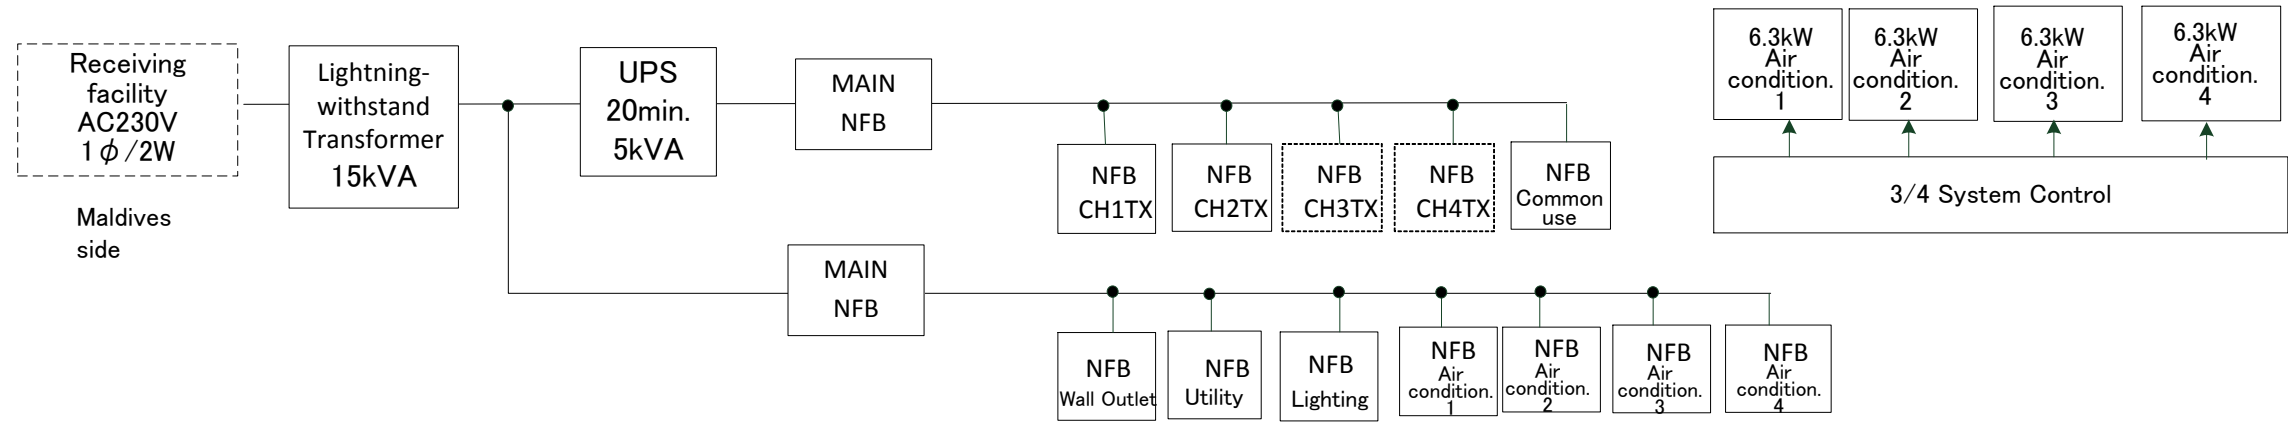 Receiving
facility
AC230V
1φ/2W
Maldives
side
Lightning-
withstand
Transformer
15kVA
UPS
20min.
5kVA
MAIN
NFB
NFB
CH1TX
NFB
CH2TX
NFB
CH3TX
NFB
CH4TX
NFB
Common
use
MAIN
NFB
NFB
Wall Outlet
NFB
Utility
NFB
Lighting
NFB
Air
condition.
1
NFB
Air
condition.
2
NFB
Air
condition.
3
NFB
Air
condition.
4
6.3kW
Air
condition.
1
6.3kW
Air
condition.
2
6.3kW
Air
condition.
3
6.3kW
Air
condition.
4
3/4 System Control